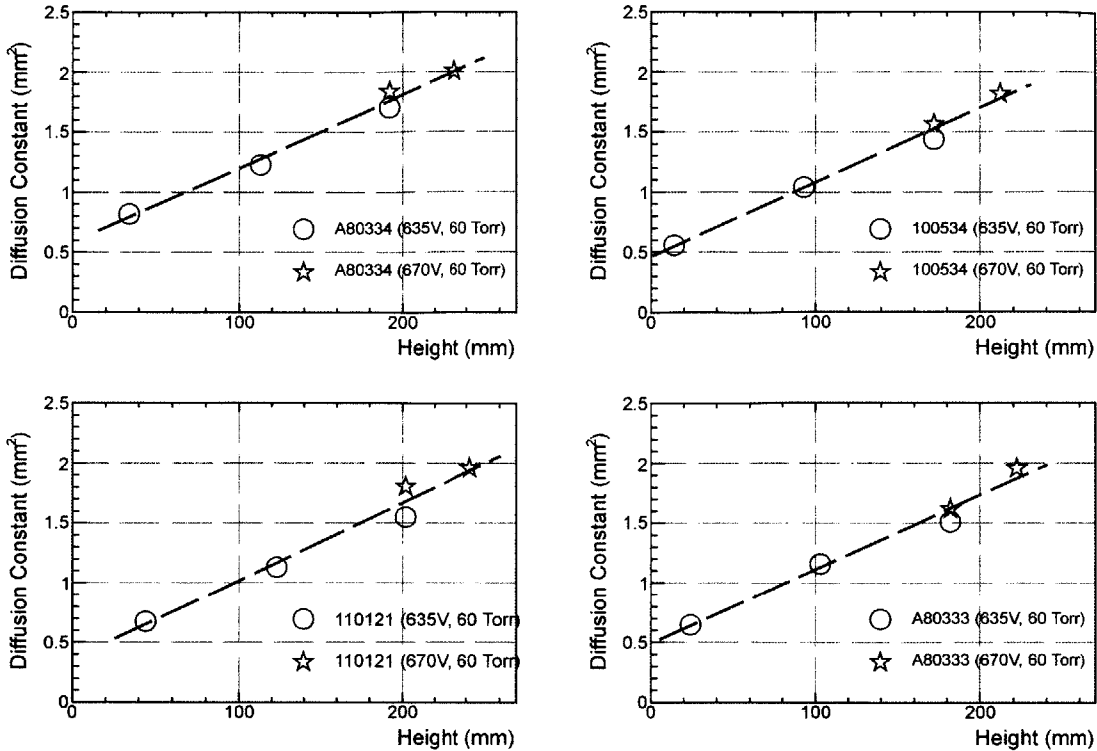 2.5
2
1.5
1
0.5
0
Diffusion Constant (mm²)
A80334 (635V, 60 Torr)
A80334 (670V, 60 Torr)
0 100 200
Height (mm)
2.5
2
1.5
1
0.5
0
Diffusion Constant (mm²)
100534 (635V, 60 Torr)
100534 (670V, 60 Torr)
0 100 200
Height (mm)
2.5
2
1.5
1
0.5
0
Diffusion Constant (mm²)
110121 (635V, 60 Torr)
110121 (670V, 60 Torr)
0 100 200
Height (mm)
2.5
2
1.5
1
0.5
0
Diffusion Constant (mm²)
A80333 (635V, 60 Torr)
A80333 (670V, 60 Torr)
0 100 200
Height (mm)